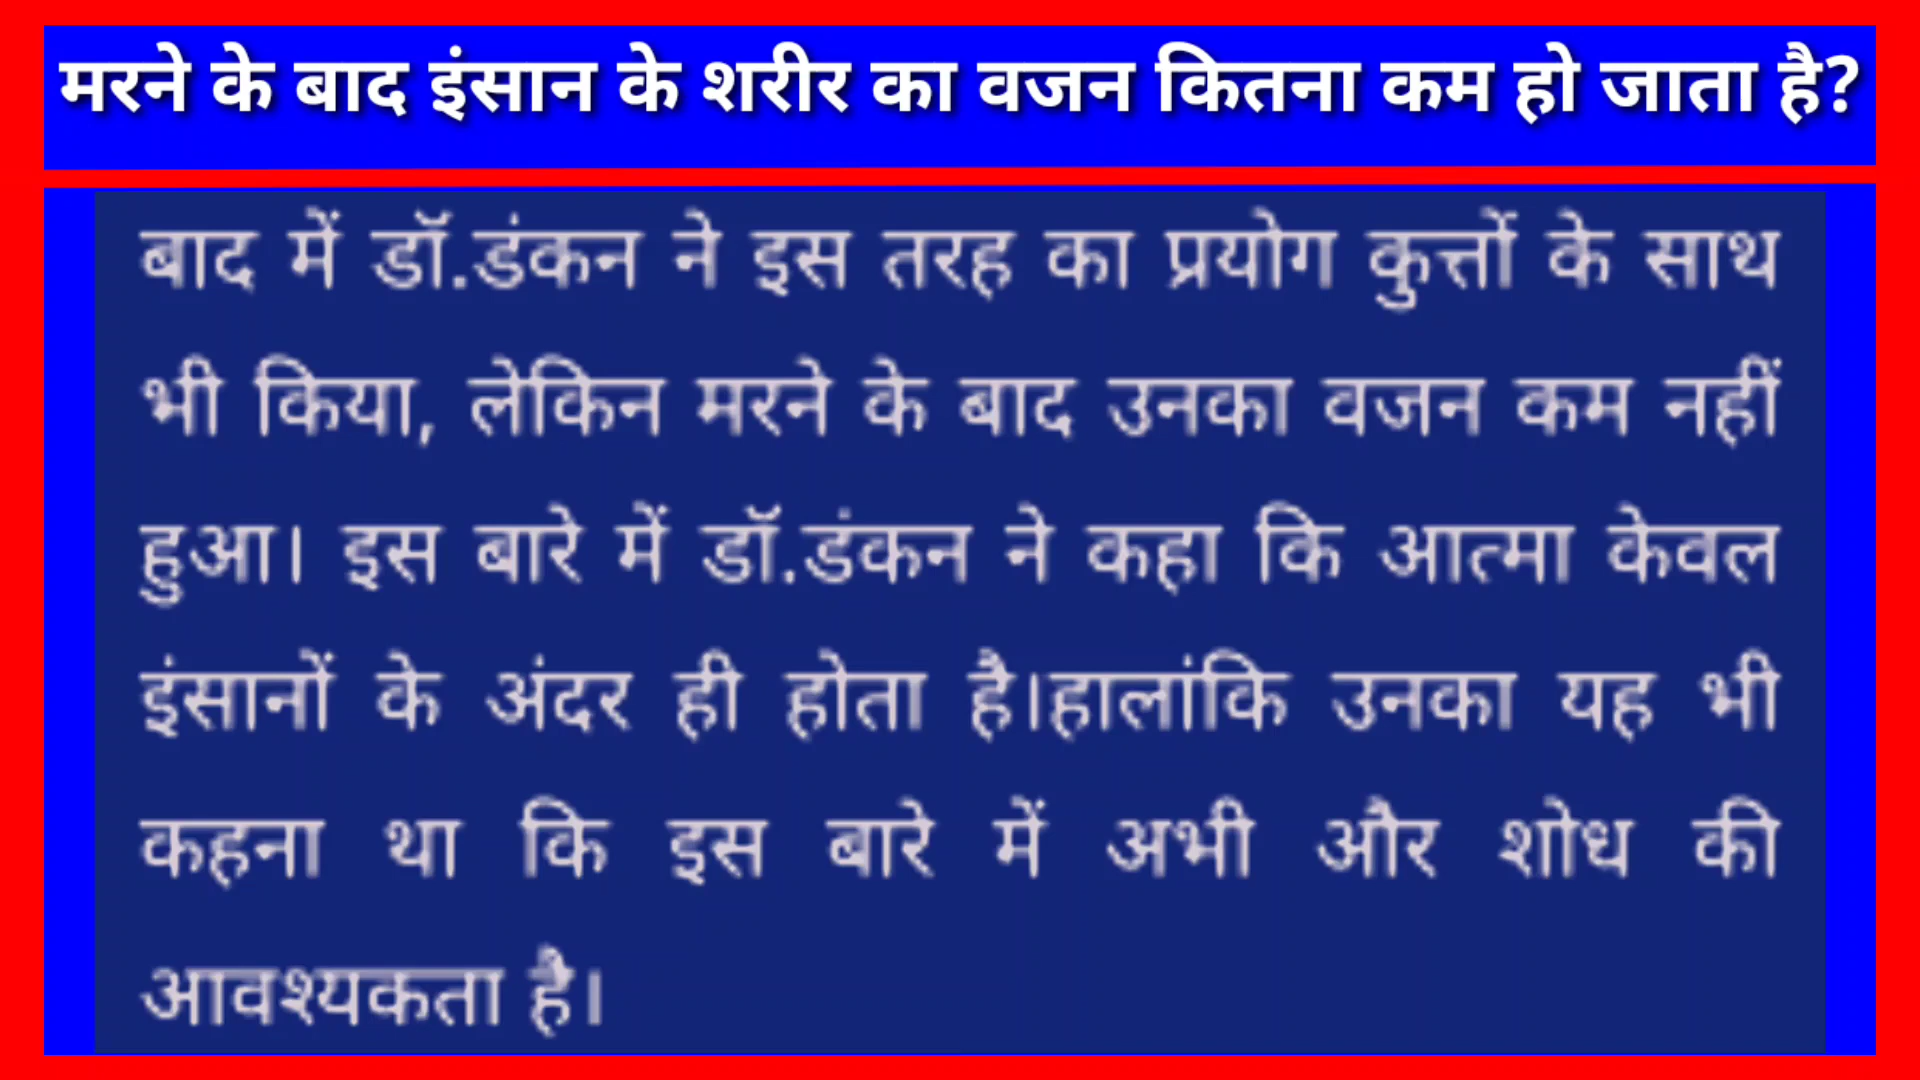 मरने के बाद इंसान के शरीर का वजन कितना कम हो जाता है?
बाद में डॉ.डंकन ने इस तरह का प्रयोग कुत्तों के साथ
भी किया, लेकिन मरने के बाद उनका वजन कम नहीं
हुआ। इस बारे में डॉ.डंकन ने कहा कि आत्मा केवल
इंसानों के अंदर ही होता है।हालांकि उनका यह भी
कहना था कि इस बारे में अभी और शोध की
आवश्यकता है।